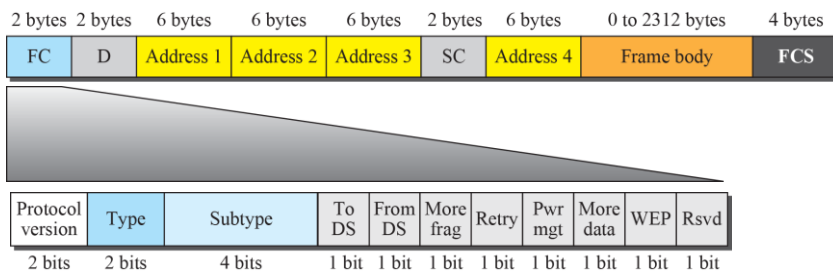 2 bytes 2 bytes 6 bytes 6 bytes 6 bytes 2 bytes 6 bytes 0 to 2312 bytes 4 bytes
FC D Address 1 Address 2 Address 3 SC Address 4 Frame body FCS
Protocol version Type Subtype To DS From DS More frag Retry Pwr mgt More data WEP Rsvd
2 bits 2 bits 4 bits 1 bit 1 bit 1 bit 1 bit 1 bit 1 bit 1 bit 1 bit